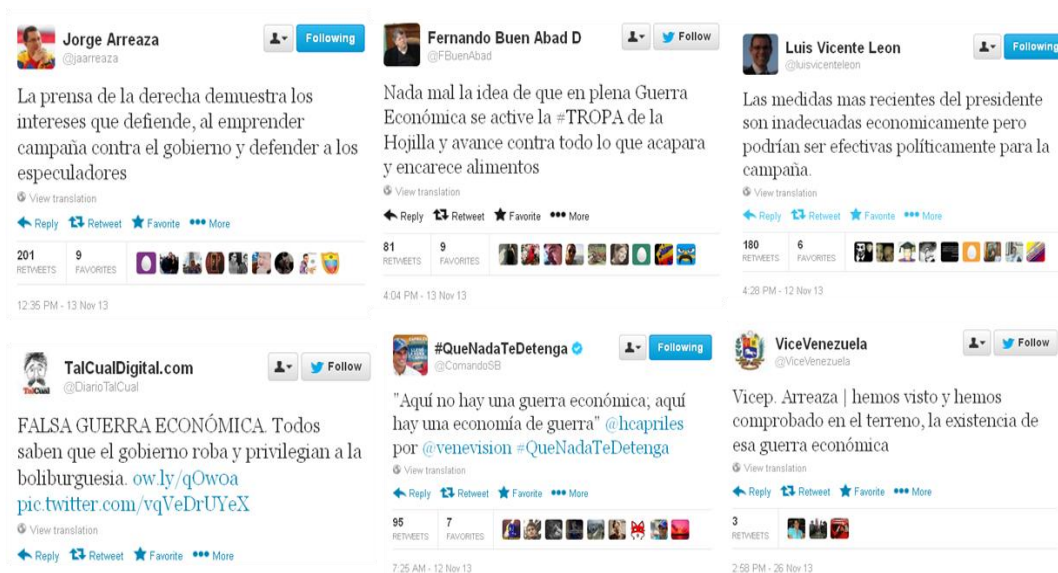 Jorge Arreaza
@jaarreaza
Following
La prensa de la derecha demuestra los
intereses que defiende, al emprender
campaña contra el gobierno y defender a los
especuladores
View translation
Reply Retweet Favorite ••• More
201 RETWEETS 9 FAVORITES
12:35 PM - 13 Nov 13
Fernando Buen Abad D
@FBuenAbad
Follow
Nada mal la idea de que en plena Guerra
Económica se active la #TROPA de la
Hojilla y avance contra todo lo que acapara
y encarece alimentos
View translation
Reply Retweet Favorite ••• More
81 RETWEETS 9 FAVORITES
4:04 PM - 13 Nov 13
Luis Vicente Leon
@luisvicenteleon
Following
Las medidas mas recientes del presidente
son inadecuadas economicamente pero
podrían ser efectivas políticamente para la
campaña.
View translation
Reply Retweet Favorite ••• More
180 RETWEETS 6 FAVORITES
4:28 PM - 12 Nov 13
TalCual
TalCualDigital.com
@DiarioTalCual
Follow
FALSA GUERRA ECONÓMICA. Todos
saben que el gobierno roba y privilegian a la
boliburguesia. ow.ly/qOwoa
pic.twitter.com/vqVeDrUYeX
View translation
Reply Retweet Favorite ••• More
#QueNadaTeDetenga
@ComandoSB
Following
"Aquí no hay una guerra económica; aquí
hay una economía de guerra" @hcapriles
por @venevision #QueNadaTeDetenga
View translation
Reply Retweet Favorite ••• More
95 RETWEETS 7 FAVORITES
7:25 AM - 12 Nov 13
ViceVenezuela
@ViceVenezuela
Follow
Vicep. Arreaza | hemos visto y hemos
comprobado en el terreno, la existencia de
esa guerra económica
View translation
Reply Retweet Favorite ••• More
3 RETWEETS
2:58 PM - 26 Nov 13